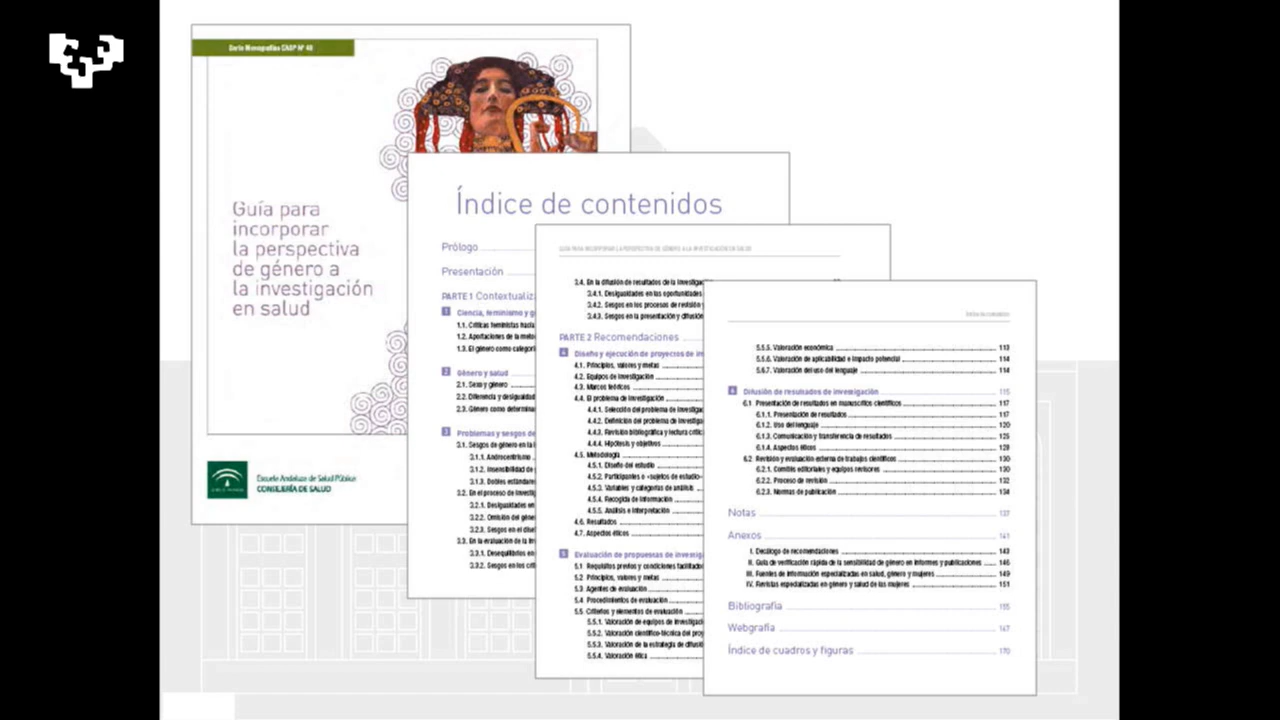 Serie Monografías EASP Nº 49
Guía para
incorporar
la perspectiva
de género a
la investigación
en salud
Escuela Andaluza de Salud Pública
CONSEJERÍA DE SALUD
Índice de contenidos
Prólogo
Presentación
PARTE 1 Contextualiz
1 Ciencia, feminismo y g
1.1. Críticas feministas hacia
1.2. Aportaciones de la meto
1.3. El género como categorí
2 Género y salud
2.1. Sexo y género
2.2. Diferencia y desigualdad
2.3. Género como determina
3 Problemas y sesgos de
3.1. Sesgos de género en la i
3.1.1. Androcentrismo
3.1.2. Insensibilidad de g
3.1.3. Dobles estándare
3.2. En el proceso de investig
3.2.1. Desigualdades en
3.2.2. Omisión del géne
3.2.3. Sesgos en el dise
3.3. En la evaluación de la in
3.3.1. Desequilibrios en
3.3.2. Sesgos en los crit
GUÍA PARA INCORPORAR LA PERSPECTIVA DE GÉNERO A LA INVESTIGACIÓN EN SALUD
3.4. En la difusión de resultados de la investigac
3.4.1. Desigualdades en las oportunidades
3.4.2. Sesgos en los procesos de revisión y
3.4.3. Sesgos en la presentación y difusión
PARTE 2 Recomendaciones
4 Diseño y ejecución de proyectos de in
4.1. Principios, valores y metas
4.2. Equipos de investigación
4.3. Marcos teóricos
4.4. El problema de investigación
4.4.1. Selección del problema de investiga
4.4.2. Definición del problema de investiga
4.4.3. Revisión bibliográfica y lectura crític
4.4.4. Hipótesis y objetivos
4.5. Metodología
4.5.1. Diseño del estudio
4.5.2. Participantes o «sujetos de estudio»
4.5.3. Variables y categorías de análisis
4.5.4. Recogida de información
4.5.5. Análisis e interpretación
4.6. Resultados
4.7. Aspectos éticos
5 Evaluación de propuestas de investig
5.1 Requisitos previos y condiciones facilitador
5.2 Principios, valores y metas
5.3 Agentes de evaluación
5.4 Procedimientos de evaluación
5.5 Criterios y elementos de evaluación
5.5.1. Valoración de equipos de investigaci
5.5.2. Valoración científico-técnica del proy
5.5.3. Valoración de la estrategia de difusió
5.5.4. Valoración ética
Índice de contenidos
5.5.5. Valoración económica 113
5.5.6. Valoración de aplicabilidad e impacto potencial 114
5.6.7. Valoración del uso del lenguaje 114
6 Difusión de resultados de investigación 115
6.1 Presentación de resultados en manuscritos científicos 117
6.1.1. Presentación de resultados 117
6.1.2. Uso del lenguaje 120
6.1.3. Comunicación y transferencia de resultados 125
6.1.4. Aspectos éticos 128
6.2 Revisión y evaluación externa de trabajos científicos 130
6.2.1. Comités editoriales y equipos revisores 130
6.2.2. Proceso de revisión 132
6.2.3. Normas de publicación 134
Notas 137
Anexos 141
I. Decálogo de recomendaciones 143
II. Guía de verificación rápida de la sensibilidad de género en informes y publicaciones 146
III. Fuentes de información especializadas en salud, género y mujeres 149
IV. Revistas especializadas en género y salud de las mujeres 151
Bibliografía 155
Webgrafía 167
Índice de cuadros y figuras 170